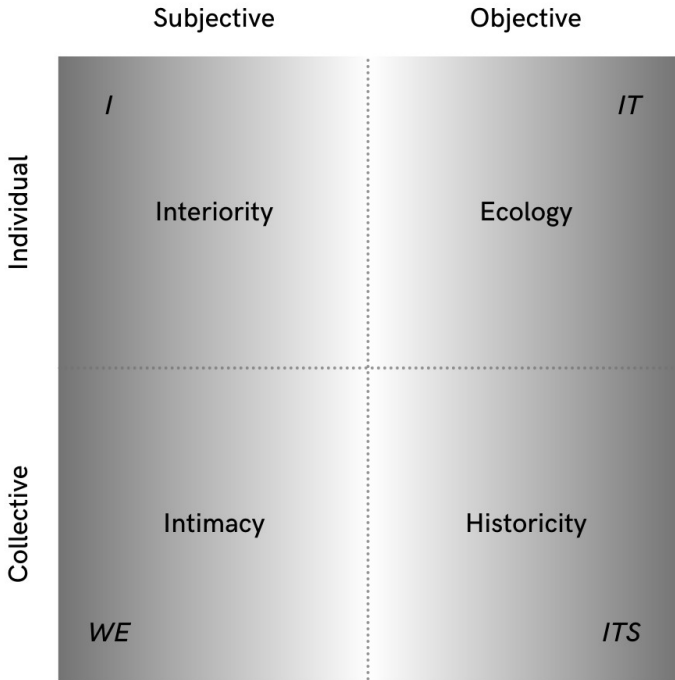 Subjective
Objective
I
IT
Individual
Interiority
Ecology
Collective
Intimacy
Historicity
WE
ITS